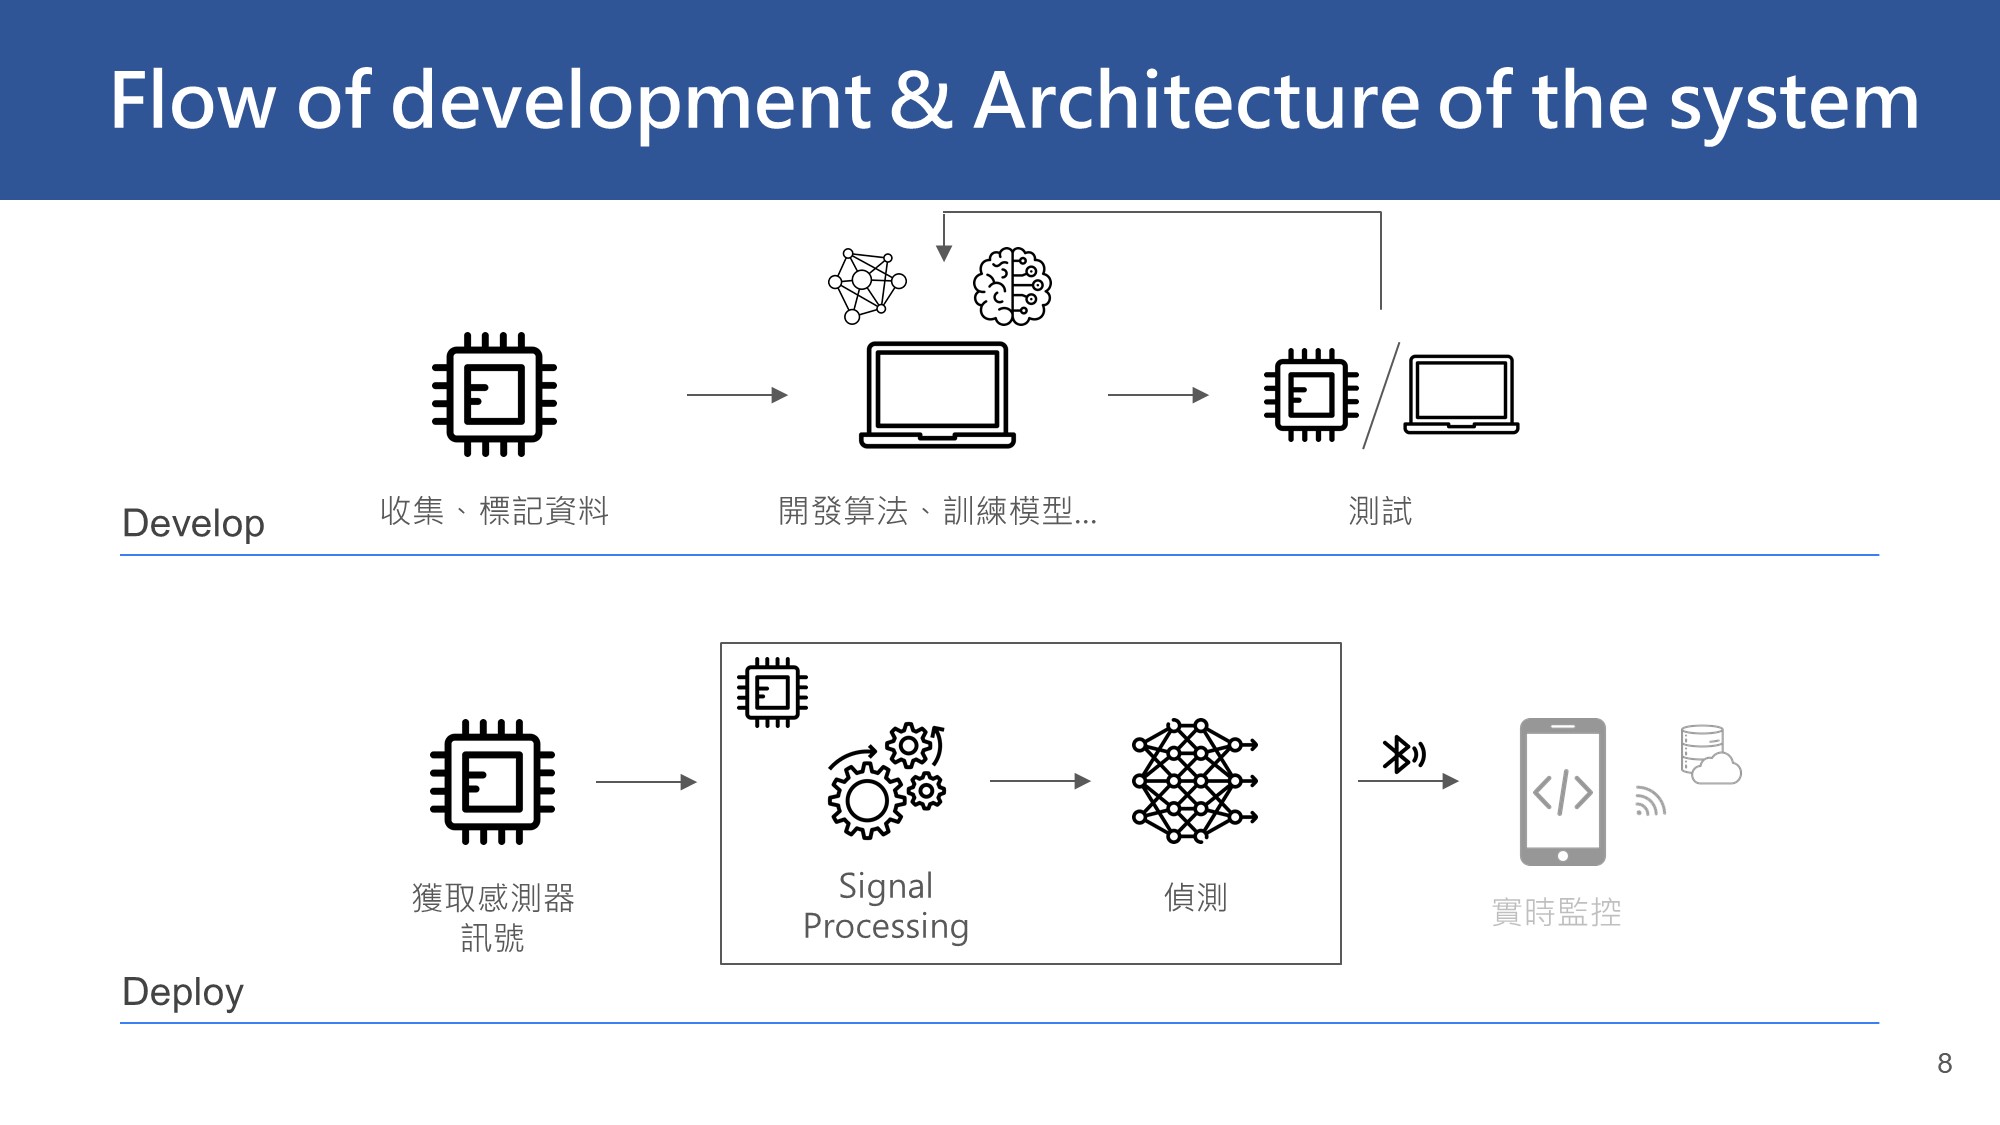 Flow of development & Architecture of the system
收集、標記資料
開發算法、訓練模型...
測試
Develop
獲取感測器
訊號
Signal
Processing
偵測
實時監控
Deploy
8